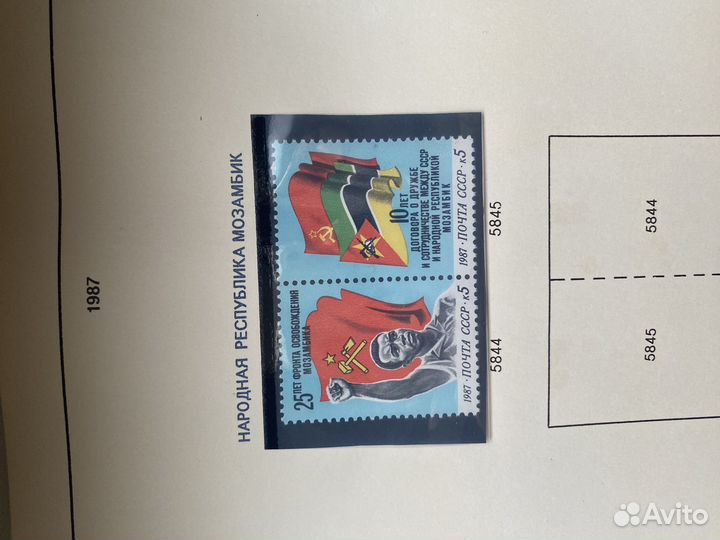 1987
НАРОДНАЯ РЕСПУБЛИКА МОЗАМБИК
25 ЛЕТ ФРОНТА ОСВОБОЖДЕНИЯ
МОЗАМБИКА
1987 · ПОЧТА СССР · к5
5844
10 ЛЕТ
ДОГОВОРА О ДРУЖБЕ
И СОТРУДНИЧЕСТВЕ МЕЖДУ СССР
И НАРОДНОЙ РЕСПУБЛИКОЙ
МОЗАМБИК
1987 · ПОЧТА СССР · к5
5845
5845
5844
Avito